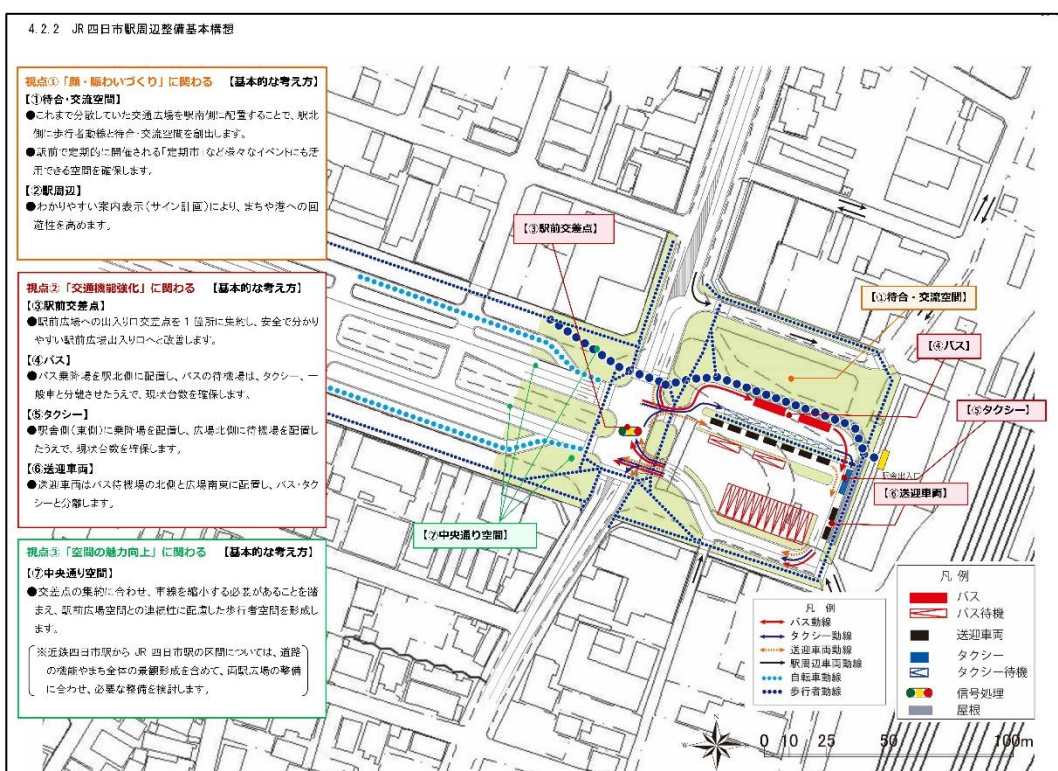 4.2.2 JR四日市駅周辺整備基本構想
視点①「顔・賑わいづくり」に関わる 【基本的な考え方】
【①待合・交流空間】
●これまで分散していた交通広場を駅南側に配置することで、駅北
側に歩行者動線と待合・交流空間を創出します。
●駅前で定期的に開催される「定期市」など様々なイベントにも活
用できる空間を確保します。
【②駅周辺】
●わかりやすい案内表示(サイン計画)により、まちや港への回
遊性を高めます。
視点②「交通機能強化」に関わる 【基本的な考え方】
【③駅前交差点】
●駅前広場への出入り口交差点を1箇所に集約し、安全で分かり
やすい駅前広場出入り口へと改善します。
【④バス】
●バス乗降場を駅北側に配置し、バスの待機場は、タクシー、一
般車と分離させたうえで、現状台数を確保します。
【⑤タクシー】
●駅舎側(東側)に乗降場を配置し、広場北側に待機場を配置し
たうえで、現状台数を確保します。
【⑥送迎車両】
●送迎車両はバス待機場の北側と広場南東に配置し、バス・タク
シーと分離します。
視点③「空間の魅力向上」に関わる 【基本的な考え方】
【⑦中央通り空間】
●交差点の集約に合わせ、車線を縮小する必要があることを踏
まえ、駅前広場空間との連続性に配慮した歩行者空間を形成し
ます。
※近鉄四日市駅から JR 四日市駅の区間については、道路
の機能やまち全体の景観形成を含めて、両駅広場の整備
に合わせ、必要な整備を検討します。
【③駅前交差点】
【①待合・交流空間】
【④バス】
【⑤タクシー】
駅舎出入口
【⑥送迎車両】
【⑦中央通り空間】
凡 例
バス動線
タクシー動線
送迎車両動線
駅周辺車両動線
自転車動線
歩行者動線
凡 例
バス
バス待機
送迎車両
タクシー
タクシー待機
信号処理
屋根
0 10 25 50 100m